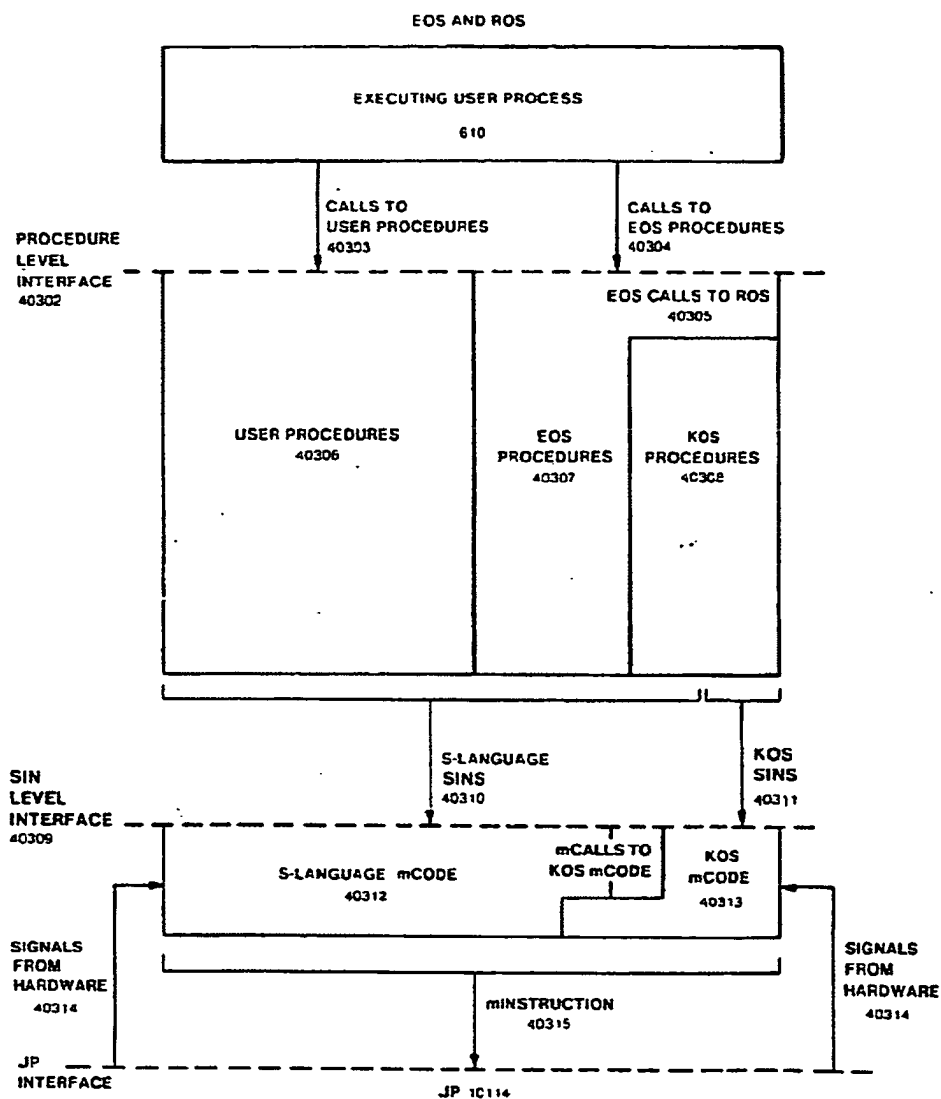 EOS AND ROS
EXECUTING USER PROCESS
610
CALLS TO
USER PROCEDURES
40303
CALLS TO
EOS PROCEDURES
40304
PROCEDURE
LEVEL
INTERFACE
40302
EOS CALLS TO ROS
40305
USER PROCEDURES
40306
EOS
PROCEDURES
40307
KOS
PROCEDURES
40308
S-LANGUAGE
SINS
40310
KOS
SINS
40311
SIN
LEVEL
INTERFACE
40309
S-LANGUAGE mCODE
40312
mCALLS TO
KOS mCODE
KOS
mCODE
40313
SIGNALS
FROM
HARDWARE
40314
mINSTRUCTION
40315
SIGNALS
FROM
HARDWARE
40314
JP
INTERFACE
JP 10114